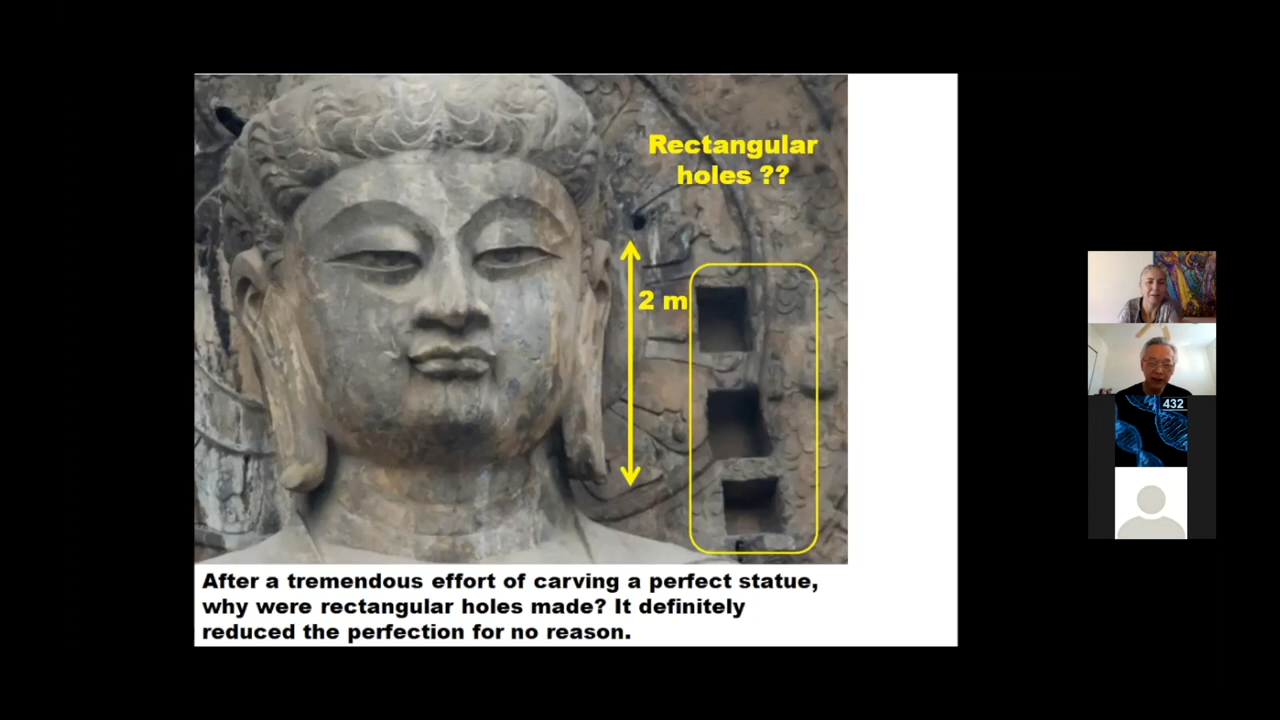 Rectangular
holes ??
2 m
432
After a tremendous effort of carving a perfect statue,
why were rectangular holes made? It definitely
reduced the perfection for no reason.